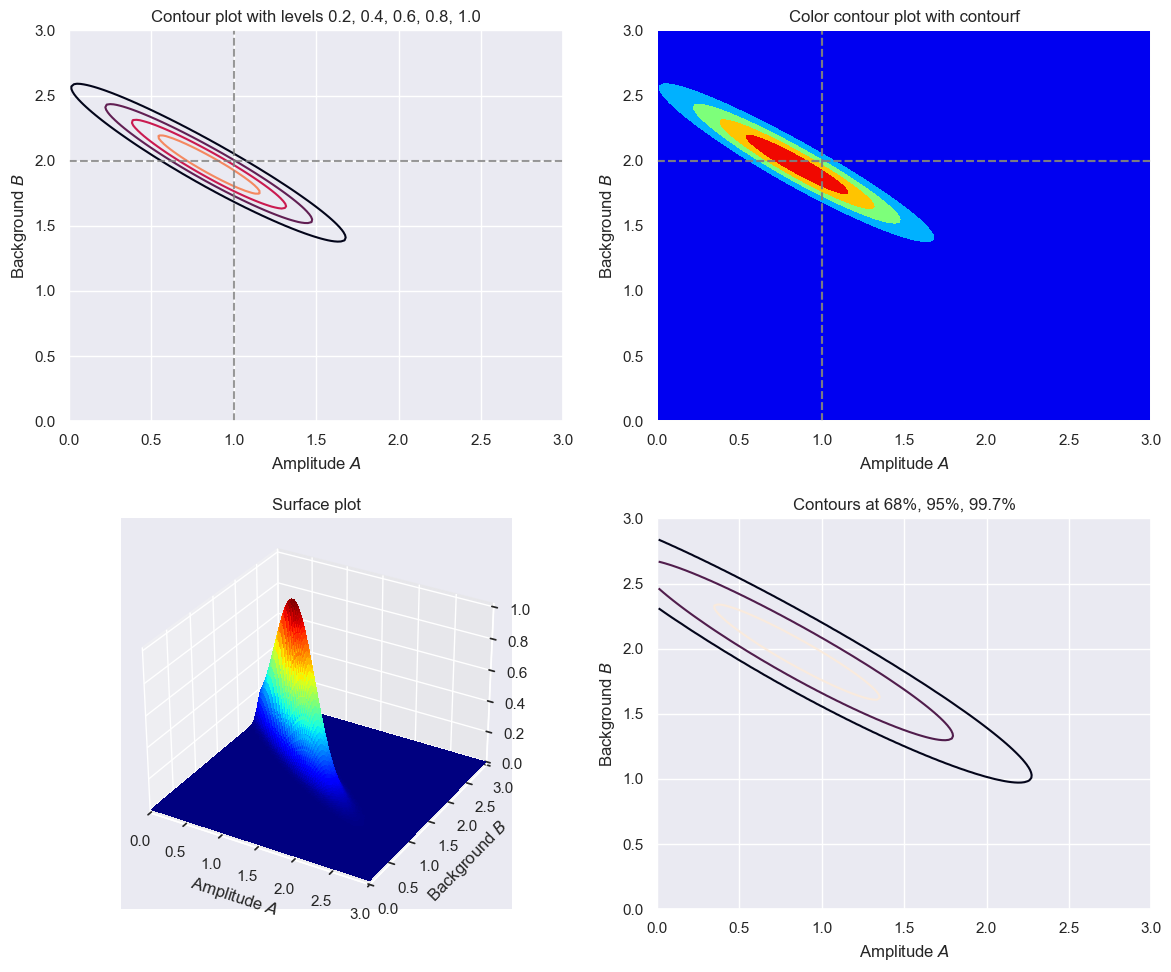 Contour plot with levels 0.2, 0.4, 0.6, 0.8, 1.0
3.0
2.5
2.0
1.5
1.0
0.5
0.0
Background B
0.0 0.5 1.0 1.5 2.0 2.5 3.0
Amplitude A
Color contour plot with contourf
3.0
2.5
2.0
1.5
1.0
0.5
0.0
Background B
0.0 0.5 1.0 1.5 2.0 2.5 3.0
Amplitude A
Surface plot
1.0
0.8
0.6
0.4
0.2
0.0
3.0
2.5
2.0
1.5
1.0
0.5
0.0
Background B
0.0 0.5 1.0 1.5 2.0 2.5 3.0
Amplitude A
Contours at 68%, 95%, 99.7%
3.0
2.5
2.0
1.5
1.0
0.5
0.0
Background B
0.0 0.5 1.0 1.5 2.0 2.5 3.0
Amplitude A